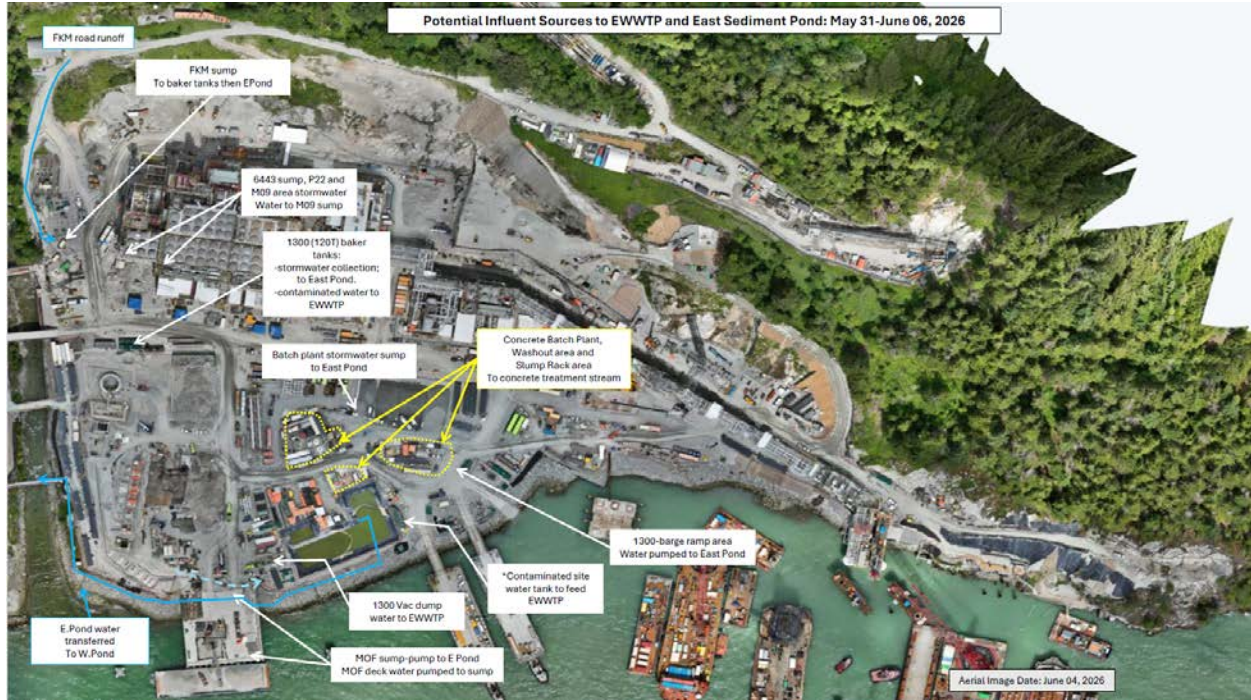 Potential Influent Sources to EWWTP and East Sediment Pond: May 31-June 06, 2026
FKM road runoff
FKM sump
To baker tanks then EPond
6443 sump, P22 and
M09 area stormwater
Water to M09 sump
1300 (120T) baker
tanks:
-stormwater collection;
to East Pond.
-contaminated water to
EWWTP
Batch plant stormwater sump
to East Pond
Concrete Batch Plant,
Washout area and
Slump Rack area
To concrete treatment stream
1300-barge ramp area
Water pumped to East Pond
*Contaminated site
water tank to feed
EWWTP
1300 Vac dump
water to EWWTP
E.Pond water
transferred
To W.Pond
MOF sump-pump to E Pond
MOF deck water pumped to sump
Aerial Image Date: June 04, 2026